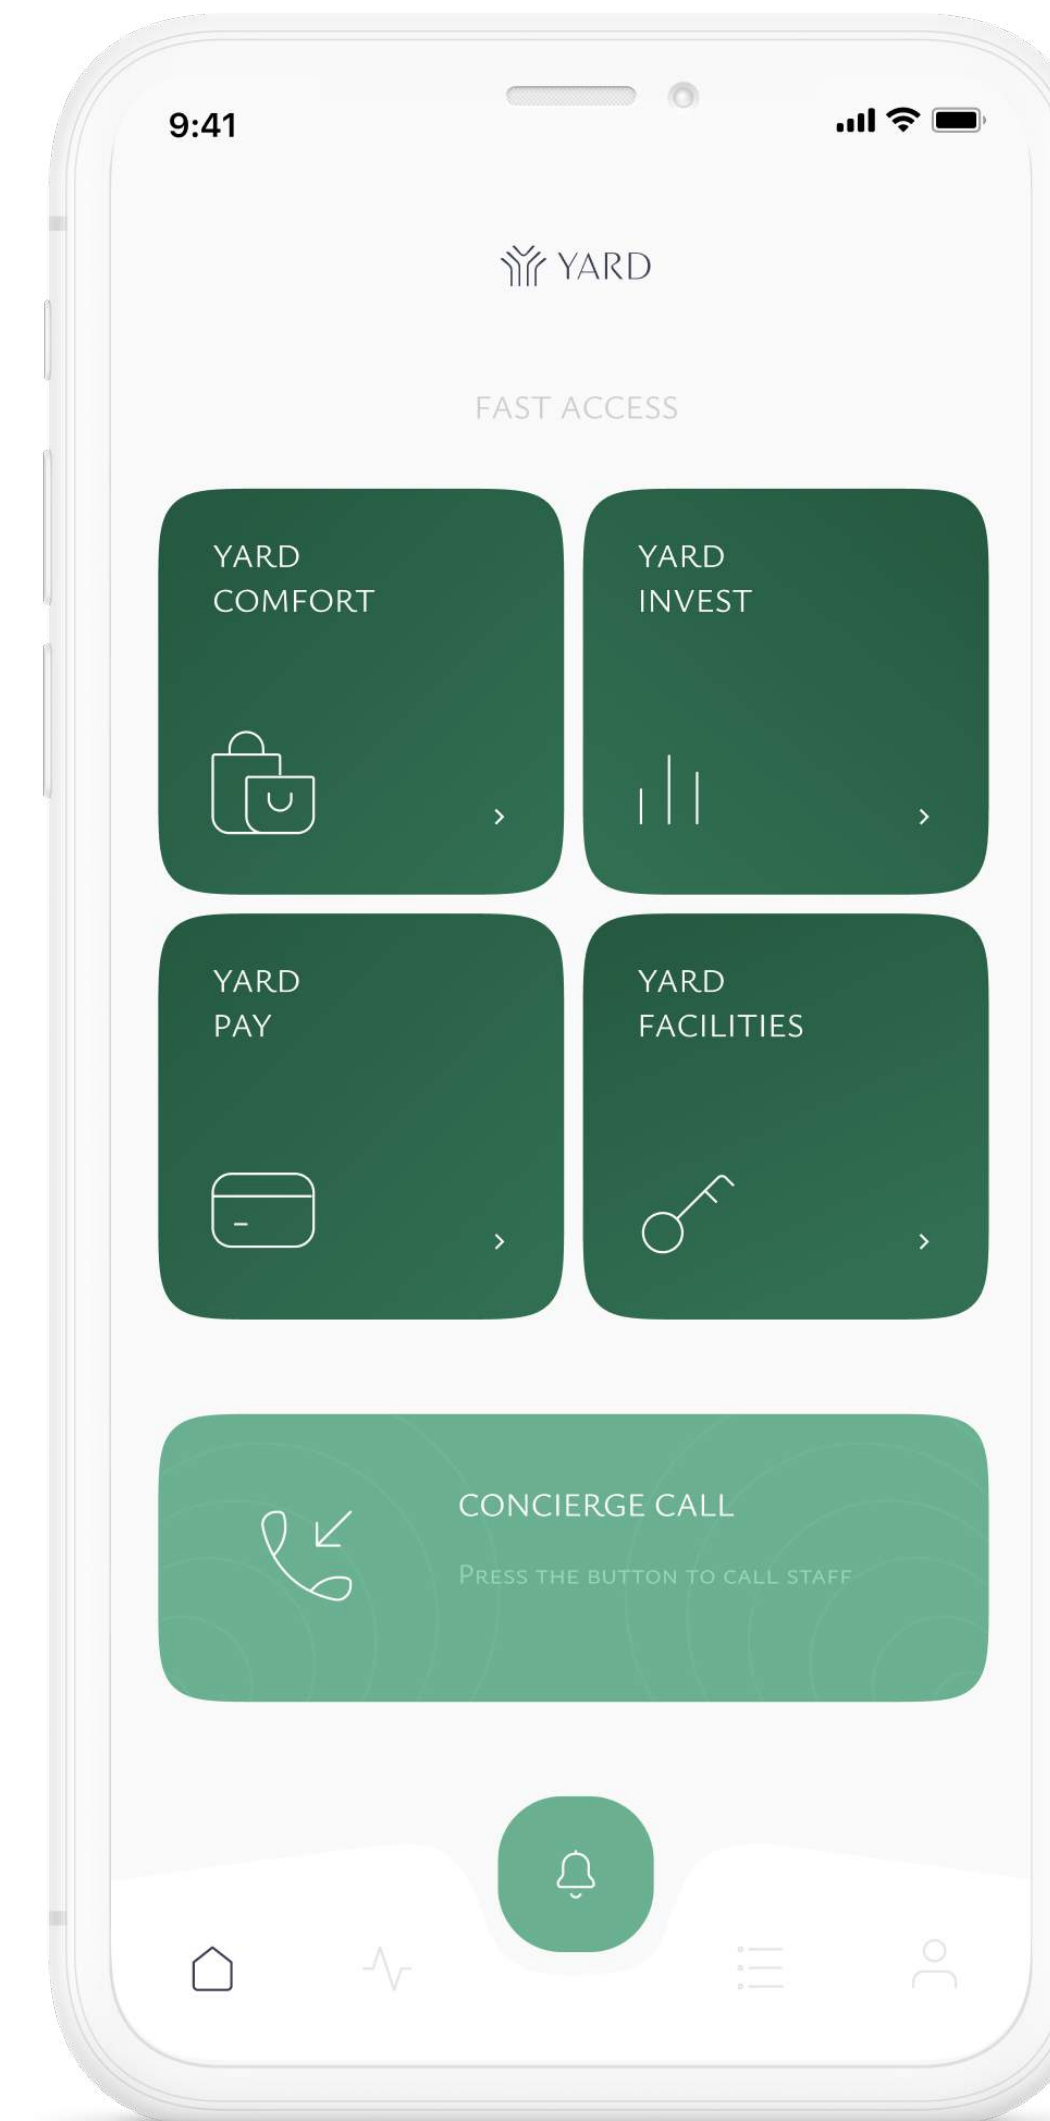 9:41
YARD
FAST ACCESS
YARD
COMFORT
YARD
INVEST
YARD
PAY
YARD
FACILITIES
CONCIERGE CALL
PRESS THE BUTTON TO CALL STAFF